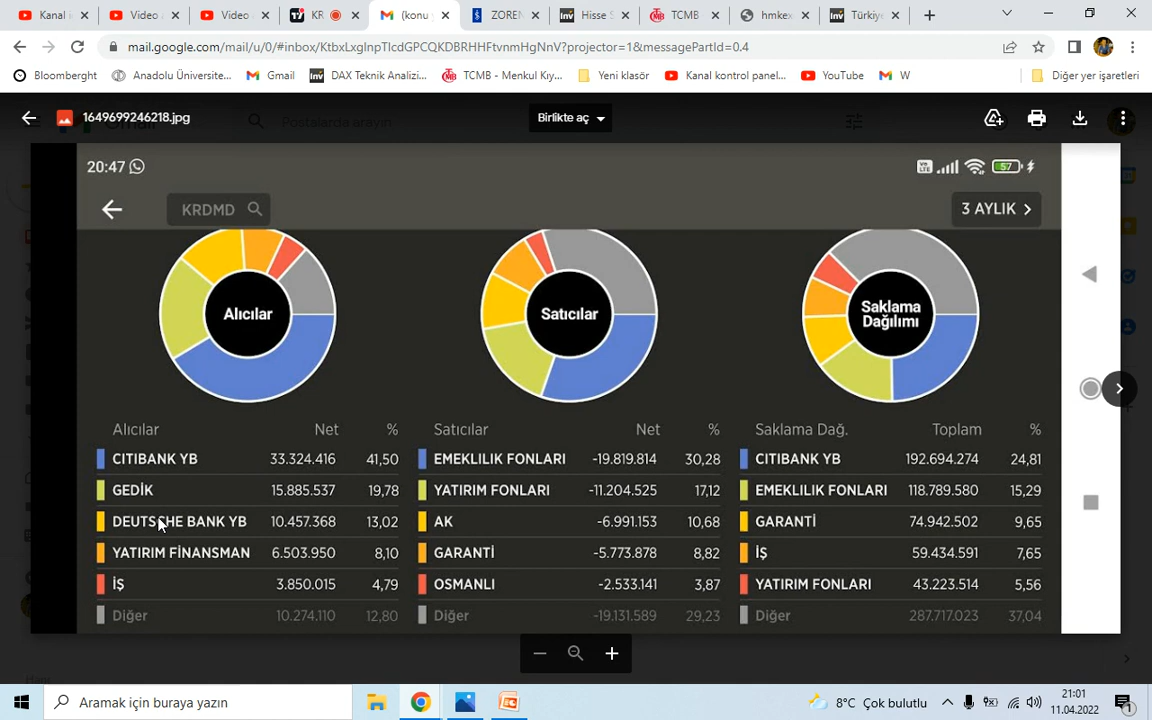 Kanal k
Video a
Video
KR
(konu y
ZOREN
Hisse S
TCMB
hmkex
Türkiye
mail.google.com/mail/u/0/#inbox/KtbxLxgInpTlcdGPCQKDBRHHFtvnmHgNnV?projector=1&messagePartId=0.4
Bloomberght
Anadolu Üniversite...
Gmail
DAX Teknik Analizi...
TCMB - Menkul Kıy...
Yeni klasör
Kanal kontrol panel...
YouTube
W
Diğer yer işaretleri
1649699246218.jpg
Postalarda arayın
Birlikte aç
20:47
57
KRDMD
3 AYLIK
Alıcılar
Satıcılar
Saklama
Dağılımı
Alıcılar Net %
CITIBANK YB 33.324.416 41,50
GEDİK 15.885.537 19,78
DEUTSCHE BANK YB 10.457.368 13,02
YATIRIM FİNANSMAN 6.503.950 8,10
İŞ 3.850.015 4,79
Diğer 10.274.110 12,80
Satıcılar Net %
EMEKLILIK FONLARI -19.819.814 30,28
YATIRIM FONLARI -11.204.525 17,12
AK -6.991.153 10,68
GARANTİ -5.773.878 8,82
OSMANLI -2.533.141 3,87
Diğer -19.131.589 29,23
Saklama Dağ. Toplam %
CITIBANK YB 192.694.274 24,81
EMEKLILIK FONLARI 118.789.580 15,29
GARANTİ 74.942.502 9,65
İŞ 59.434.591 7,65
YATIRIM FONLARI 43.223.514 5,56
Diğer 287.717.023 37,04
Aramak için buraya yazın
8°C Çok bulutlu
21:01
11.04.2022
1